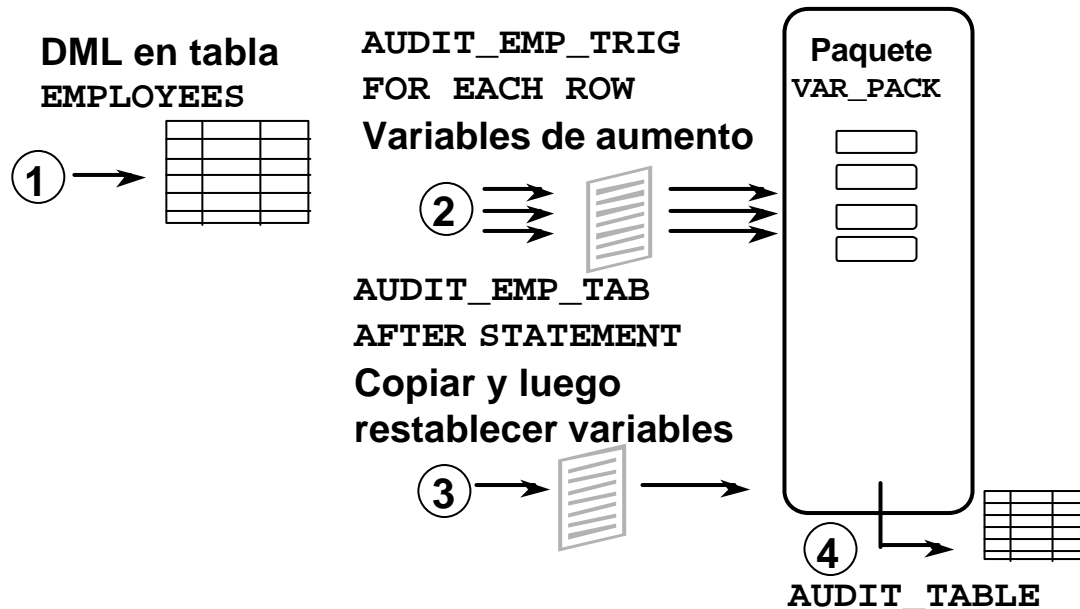 DML en tabla
EMPLOYEES
1
AUDIT_EMP_TRIG
FOR EACH ROW
Variables de aumento
2
Paquete
VAR_PACK
AUDIT_EMP_TAB
AFTER STATEMENT
Copiar y luego
restablecer variables
3
4
AUDIT_TABLE